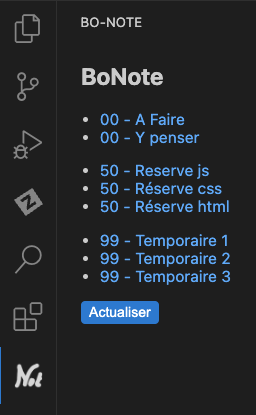 BO-NOTE
BoNote
00 - A Faire
00 - Y penser
50 - Reserve js
50 - Réserve css
50 - Réserve html
99 - Temporaire 1
99 - Temporaire 2
99 - Temporaire 3
Actualiser
Not